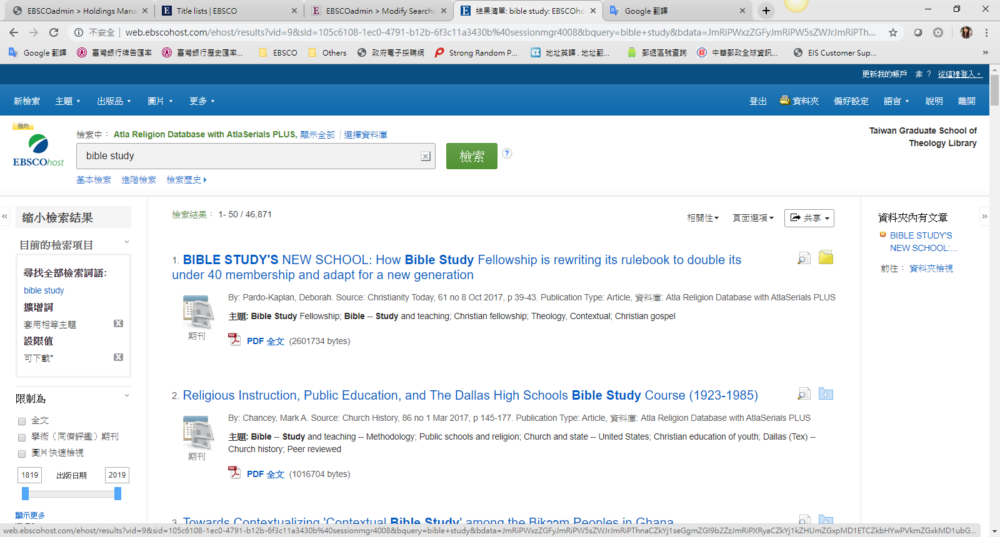 EBSCOadmin > Holdings Mana
Title lists | EBSCO
EBSCOadmin > Modify Searchi
結果清單: bible study: EBSCOho
Google 翻譯
不安全
web.ebscohost.com/ehost/results?vid=9&sid=105c6108-1ec0-4791-b12b-6f3c11a3430b%40sessionmgr4008&bquery=bible+study&bdata=JmRiPWxzZGFyJmRiPW5sZWJrJmRiPTh...
Google 翻譯
臺灣銀行牌告匯率
臺灣銀行歷史匯率...
EBSCO
Others
政府電子採購網
Strong Random P...
地址英譯 . 地址翻...
郵遞區號查詢
中華郵政全球資訊...
EIS Customer Sup...
更新我的帳戶 非 ? 從這裡登入。
新檢索 主題 出版品 圖片 更多
登出 資料夾 偏好設定 語言 說明 離開
我的
EBSCOhost
檢索中： Atla Religion Database with AtlaSerials PLUS, 顯示全部 | 選擇資料庫
bible study
檢索
?
基本檢索 進階檢索 檢索歷史
Taiwan Graduate School of
Theology Library
縮小檢索結果
目前的檢索項目
尋找全部檢索詞語:
bible study
擴增詞
套用相等主題
設限值
可下載*
限制為
全文
學術（同儕評鑑）期刊
圖片快速檢視
1819 出版日期 2019
顯示更多
檢索結果： 1- 50 / 46,871
相關性 頁面選項 共享
1. BIBLE STUDY'S NEW SCHOOL: How Bible Study Fellowship is rewriting its rulebook to double its
under 40 membership and adapt for a new generation
期刊
By: Pardo-Kaplan, Deborah. Source: Christianity Today, 61 no 8 Oct 2017, p 39-43. Publication Type: Article, 資料庫: Atla Religion Database with AtlaSerials PLUS
主題: Bible Study Fellowship; Bible -- Study and teaching; Christian fellowship; Theology, Contextual; Christian gospel
PDF 全文 (2601734 bytes)
2. Religious Instruction, Public Education, and The Dallas High Schools Bible Study Course (1923-1985)
期刊
By: Chancey, Mark A. Source: Church History, 86 no 1 Mar 2017, p 145-177. Publication Type: Article, 資料庫: Atla Religion Database with AtlaSerials PLUS
主題: Bible -- Study and teaching -- Methodology; Public schools and religion; Church and state -- United States; Christian education of youth; Dallas (Tex) --
Church history; Peer reviewed
PDF 全文 (1016704 bytes)
3. Towards Contextualizing 'Contextual Bible Study' among the Bikɔɔm Peoples in Ghana
資料夾內有文章
BIBLE STUDY'S
NEW SCHOOL:...
前往： 資料夾檢視
web.ebscohost.com/ehost/results?vid=9&sid=105c6108-1ec0-4791-b12b-6f3c11a3430b%40sessionmgr4008&bquery=bible+study&bdata=JmRiPWxzZGFyJmRiPW5sZWJrJmRiPThnaCZkYj1seGgmZGI9b2ZzJmRiPXRyaCZkYj1kZHUmZGxpMD1ETCZkbHYwPVkmZGxkMD1ubG...